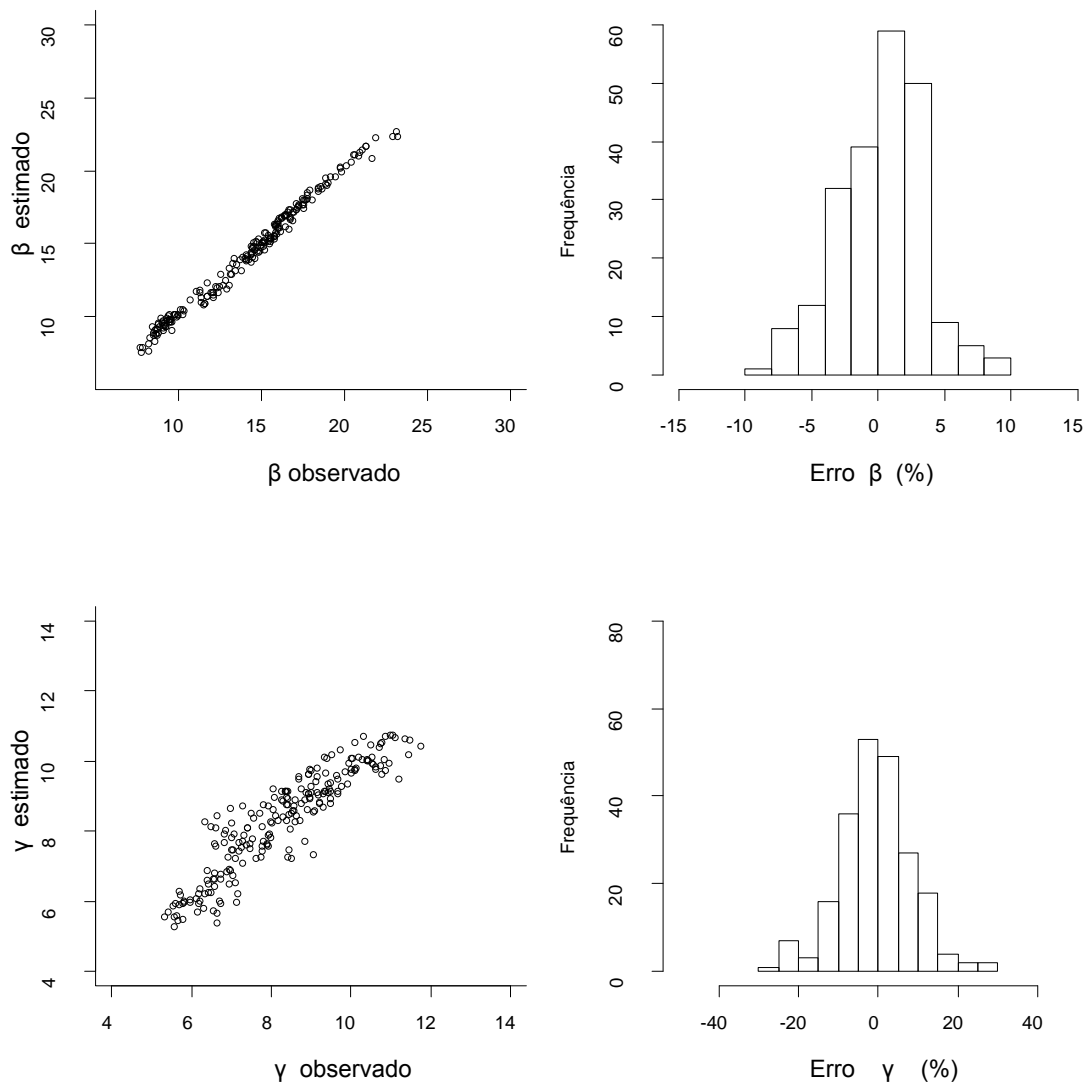 β estimado
30
25
20
15
10
10 15 20 25 30
β observado
Frequência
60
50
40
30
20
10
0
-15 -10 -5 0 5 10 15
Erro β (%)
γ estimado
14
12
10
8
6
4
4 6 8 10 12 14
γ observado
Frequência
80
60
40
20
0
-40 -20 0 20 40
Erro γ (%)